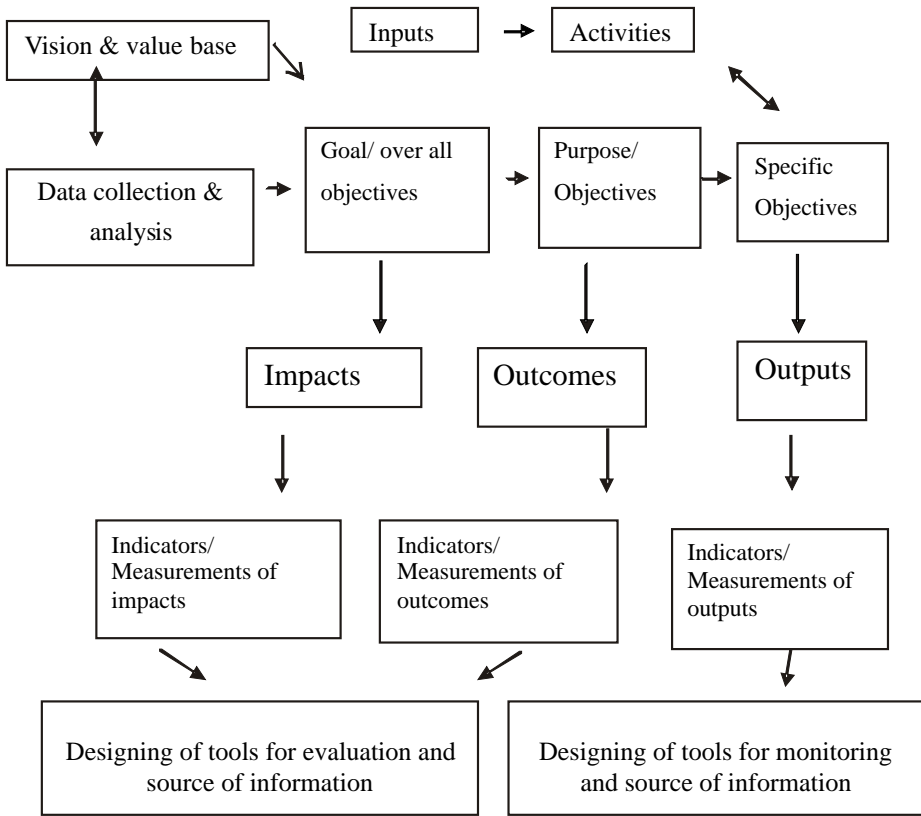 Vision & value base
Inputs
Activities
Data collection &
analysis
Goal/ over all
objectives
Purpose/
Objectives
Specific
Objectives
Impacts
Outcomes
Outputs
Indicators/
Measurements of
impacts
Indicators/
Measurements of
outcomes
Indicators/
Measurements of
outputs
Designing of tools for evaluation and
source of information
Designing of tools for monitoring
and source of information